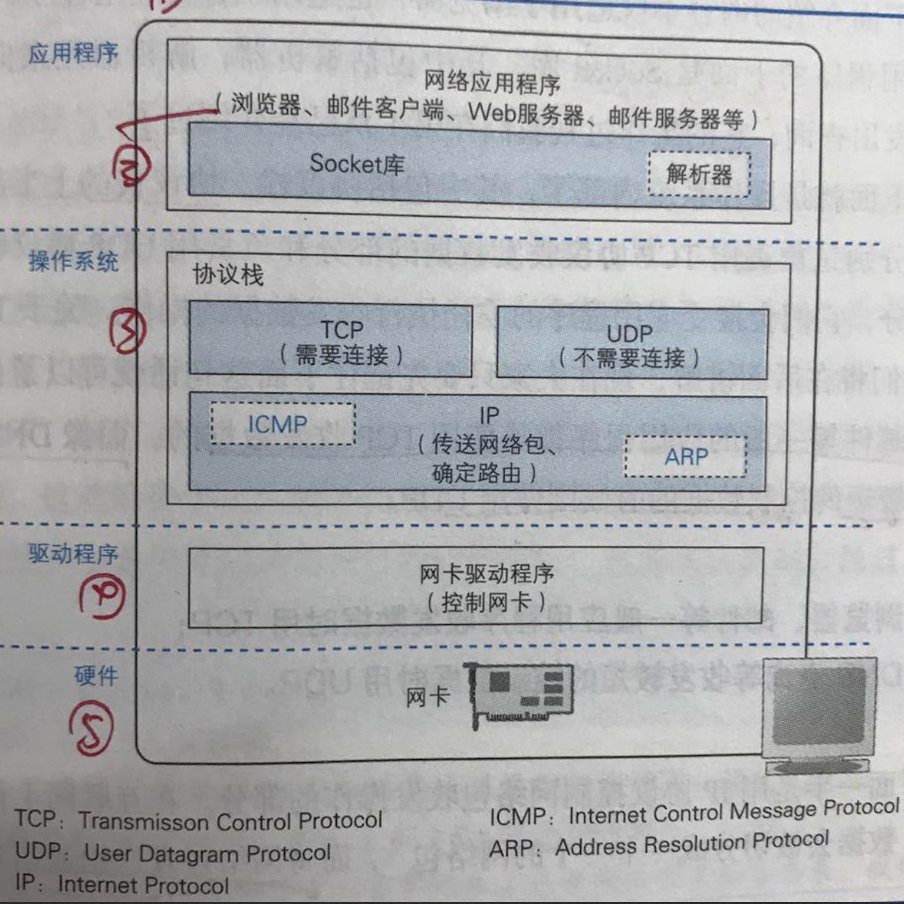 ①
应用程序
网络应用程序
（浏览器、邮件客户端、Web服务器、邮件服务器等）
②
Socket库
解析器
操作系统
协议栈
③
TCP
（需要连接）
UDP
（不需要连接）
ICMP
IP
（传送网络包、
确定路由）
ARP
驱动程序
④
网卡驱动程序
（控制网卡）
硬件
⑤
网卡
TCP：Transmisson Control Protocol
UDP：User Datagram Protocol
IP：Internet Protocol
ICMP：Internet Control Message Protocol
ARP：Address Resolution Protocol